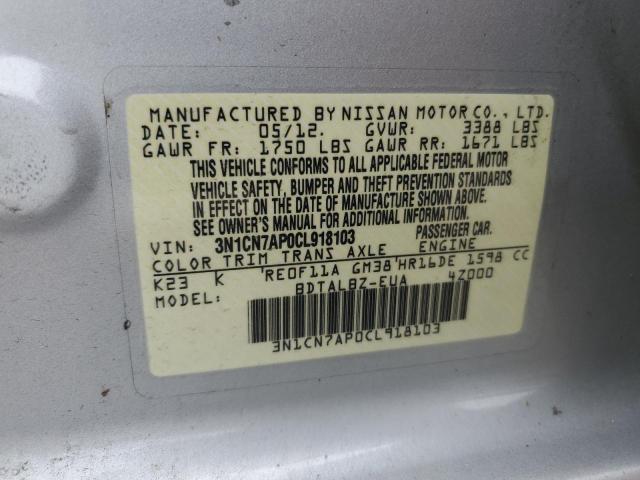 MANUFACTURED BY NISSAN MOTOR CO., LTD.
DATE: 05/12. GVWR: 3388 LBS
GAWR FR: 1750 LBS GAWR RR: 1671 LBS
THIS VEHICLE CONFORMS TO ALL APPLICABLE FEDERAL MOTOR
VEHICLE SAFETY, BUMPER AND THEFT PREVENTION STANDARDS
IN EFFECT ON THE DATE OF MANUFACTURE SHOWN ABOVE.
SEE OWNER'S MANUAL FOR ADDITIONAL INFORMATION.
VIN: 3N1CN7AP0CL918103 PASSENGER CAR.
COLOR TRIM TRANS AXLE ENGINE
K23 K 'RE0F11A GM38'HR16DE 1598 CC
MODEL: BDTALBZ-EUA 4Z000
3N1CN7AP0CL918103